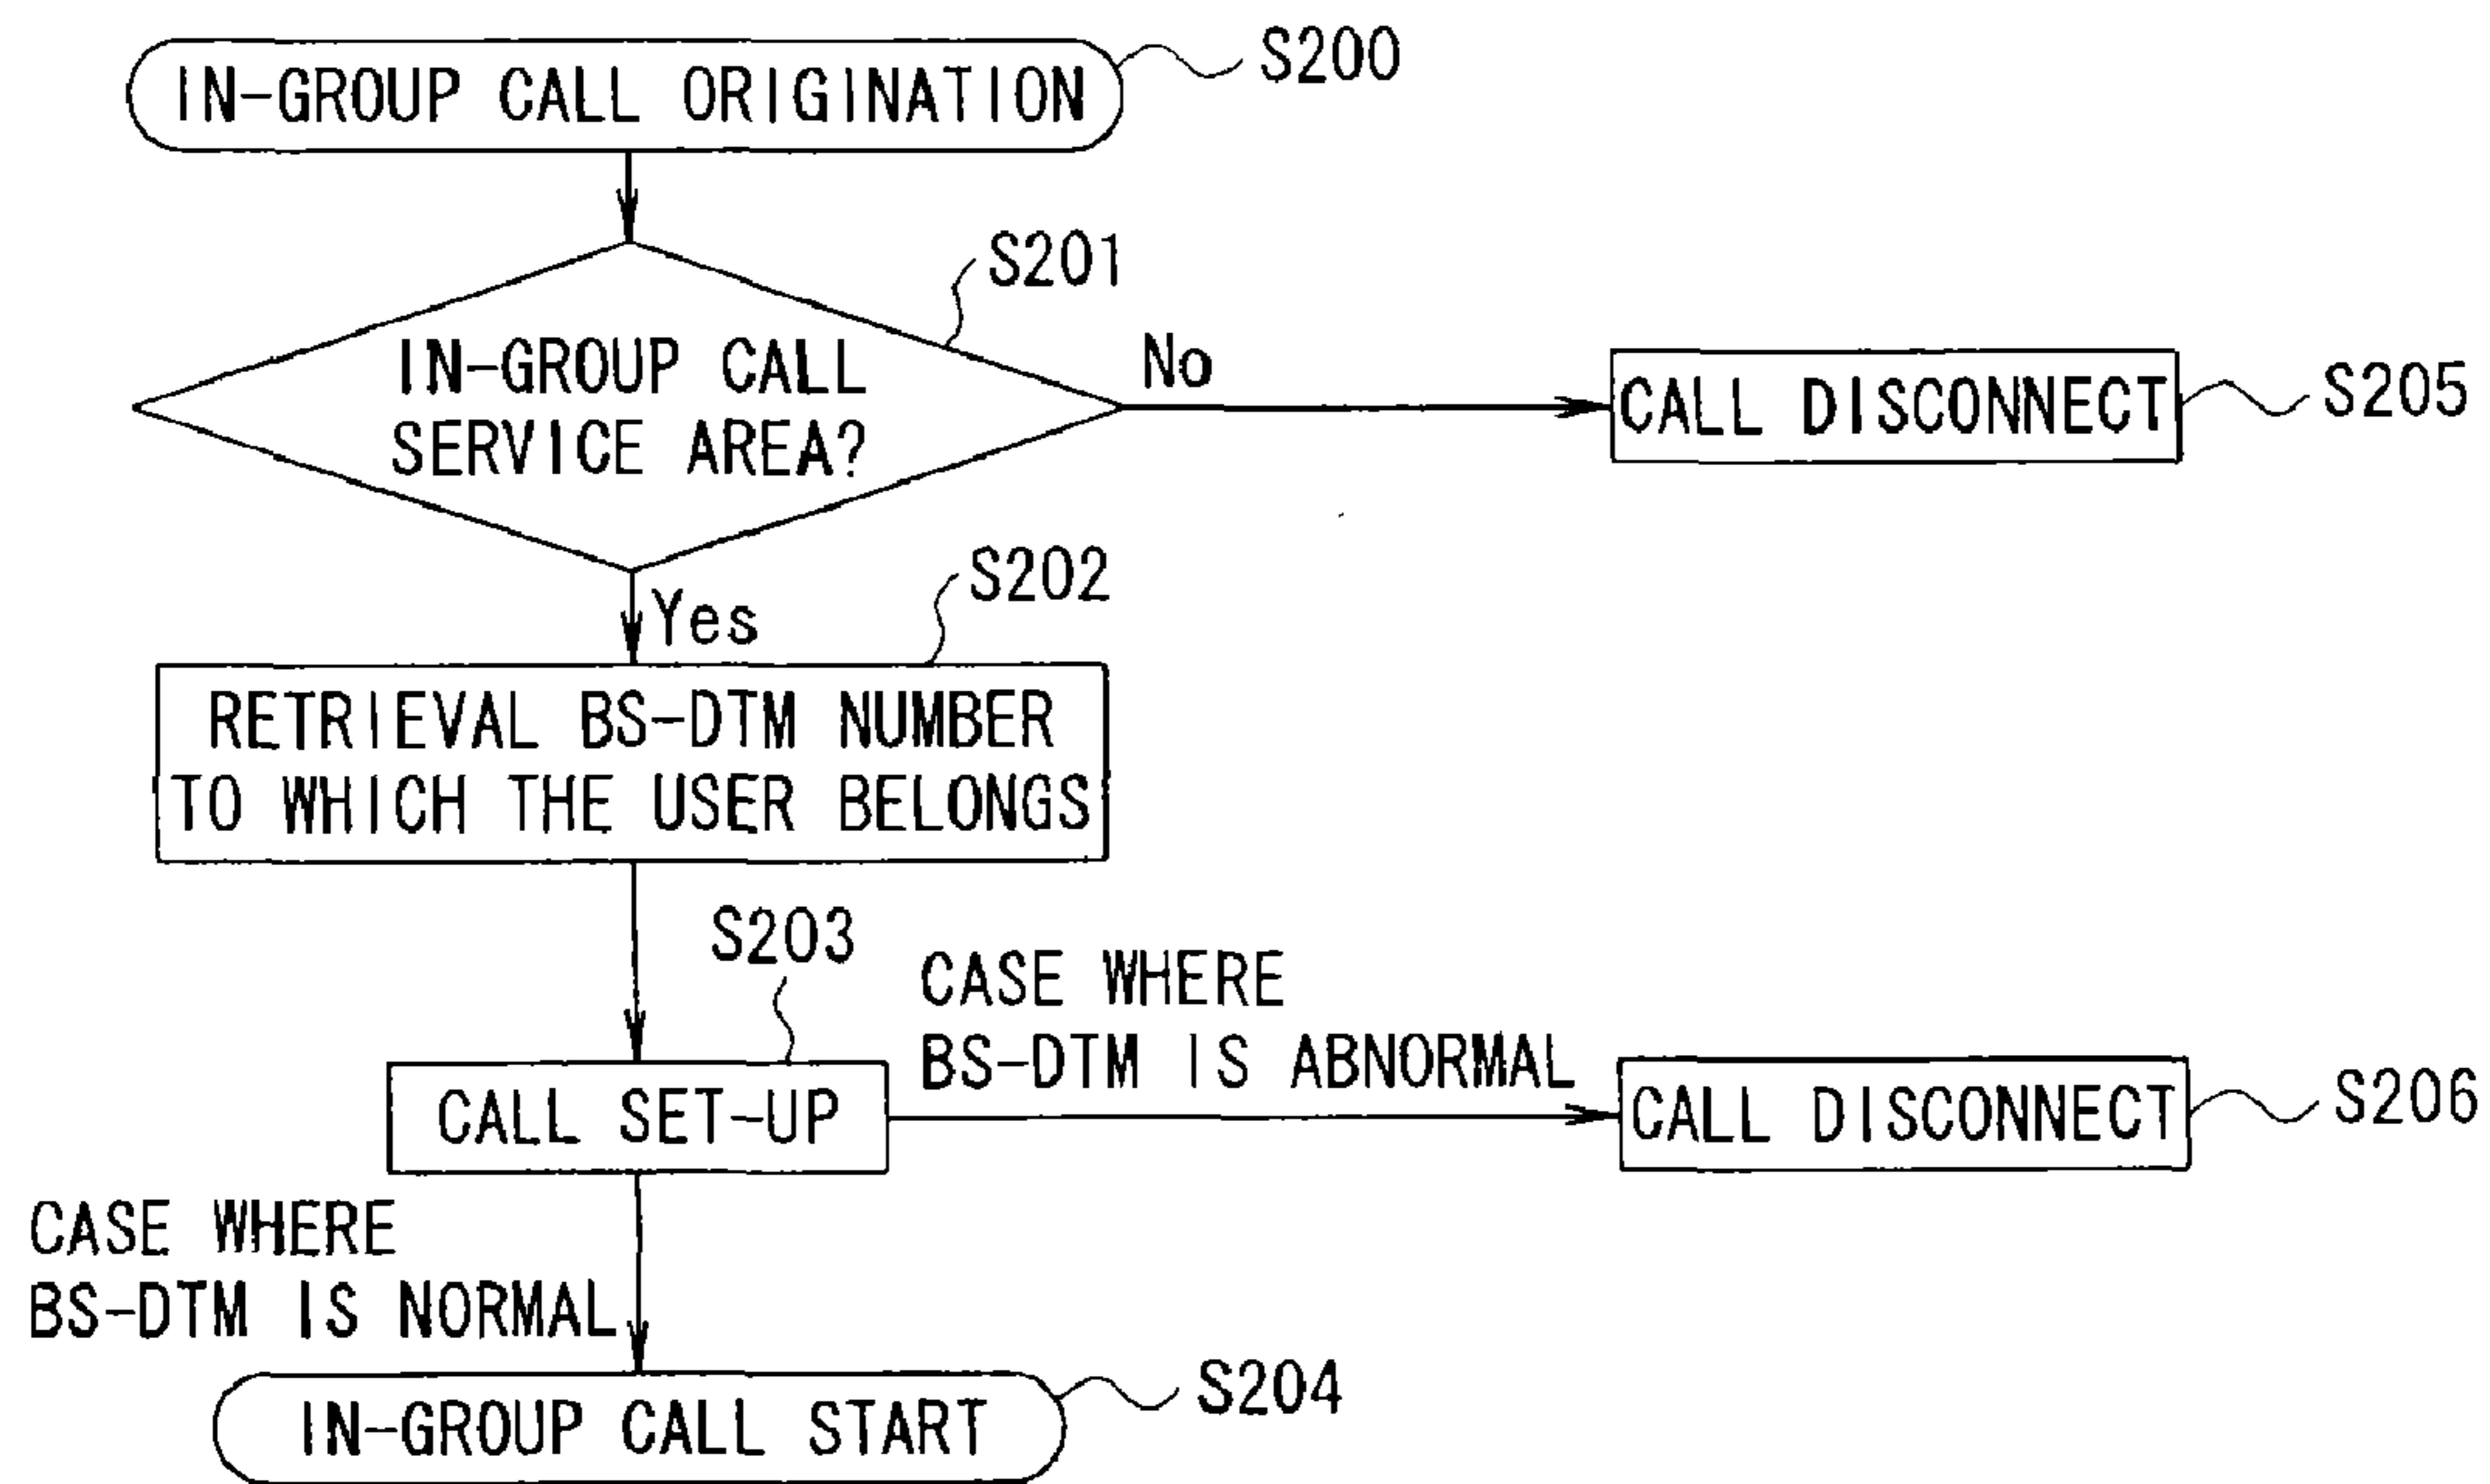 IN-GROUP CALL ORIGINATION
S200
S201
IN-GROUP CALL
SERVICE AREA?
No
CALL DISCONNECT
S205
Yes
S202
RETRIEVAL BS-DTM NUMBER
TO WHICH THE USER BELONGS
S203
CASE WHERE
BS-DTM IS ABNORMAL
CALL SET-UP
CALL DISCONNECT
S206
CASE WHERE
BS-DTM IS NORMAL
IN-GROUP CALL START
S204